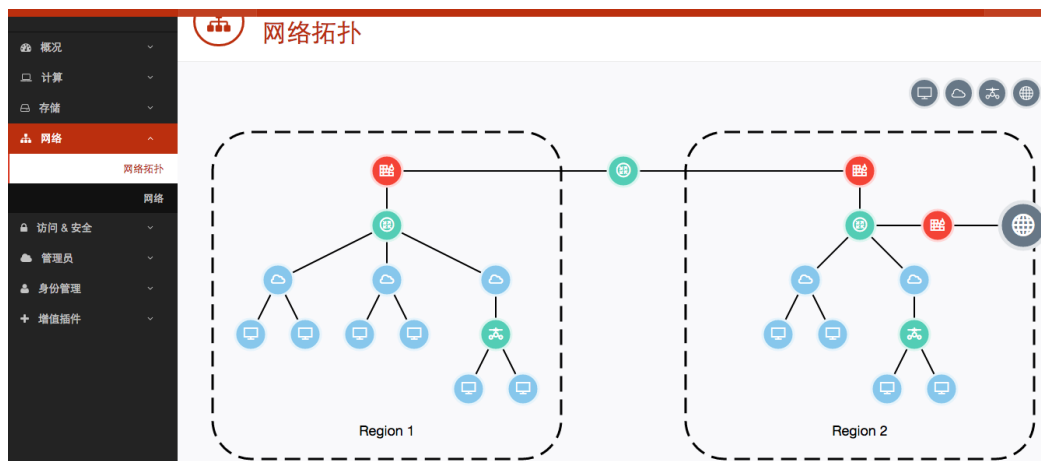 网络拓扑
概况
计算
存储
网络
网络拓扑
网络
访问 & 安全
管理员
身份管理
增值插件
Region 1
Region 2